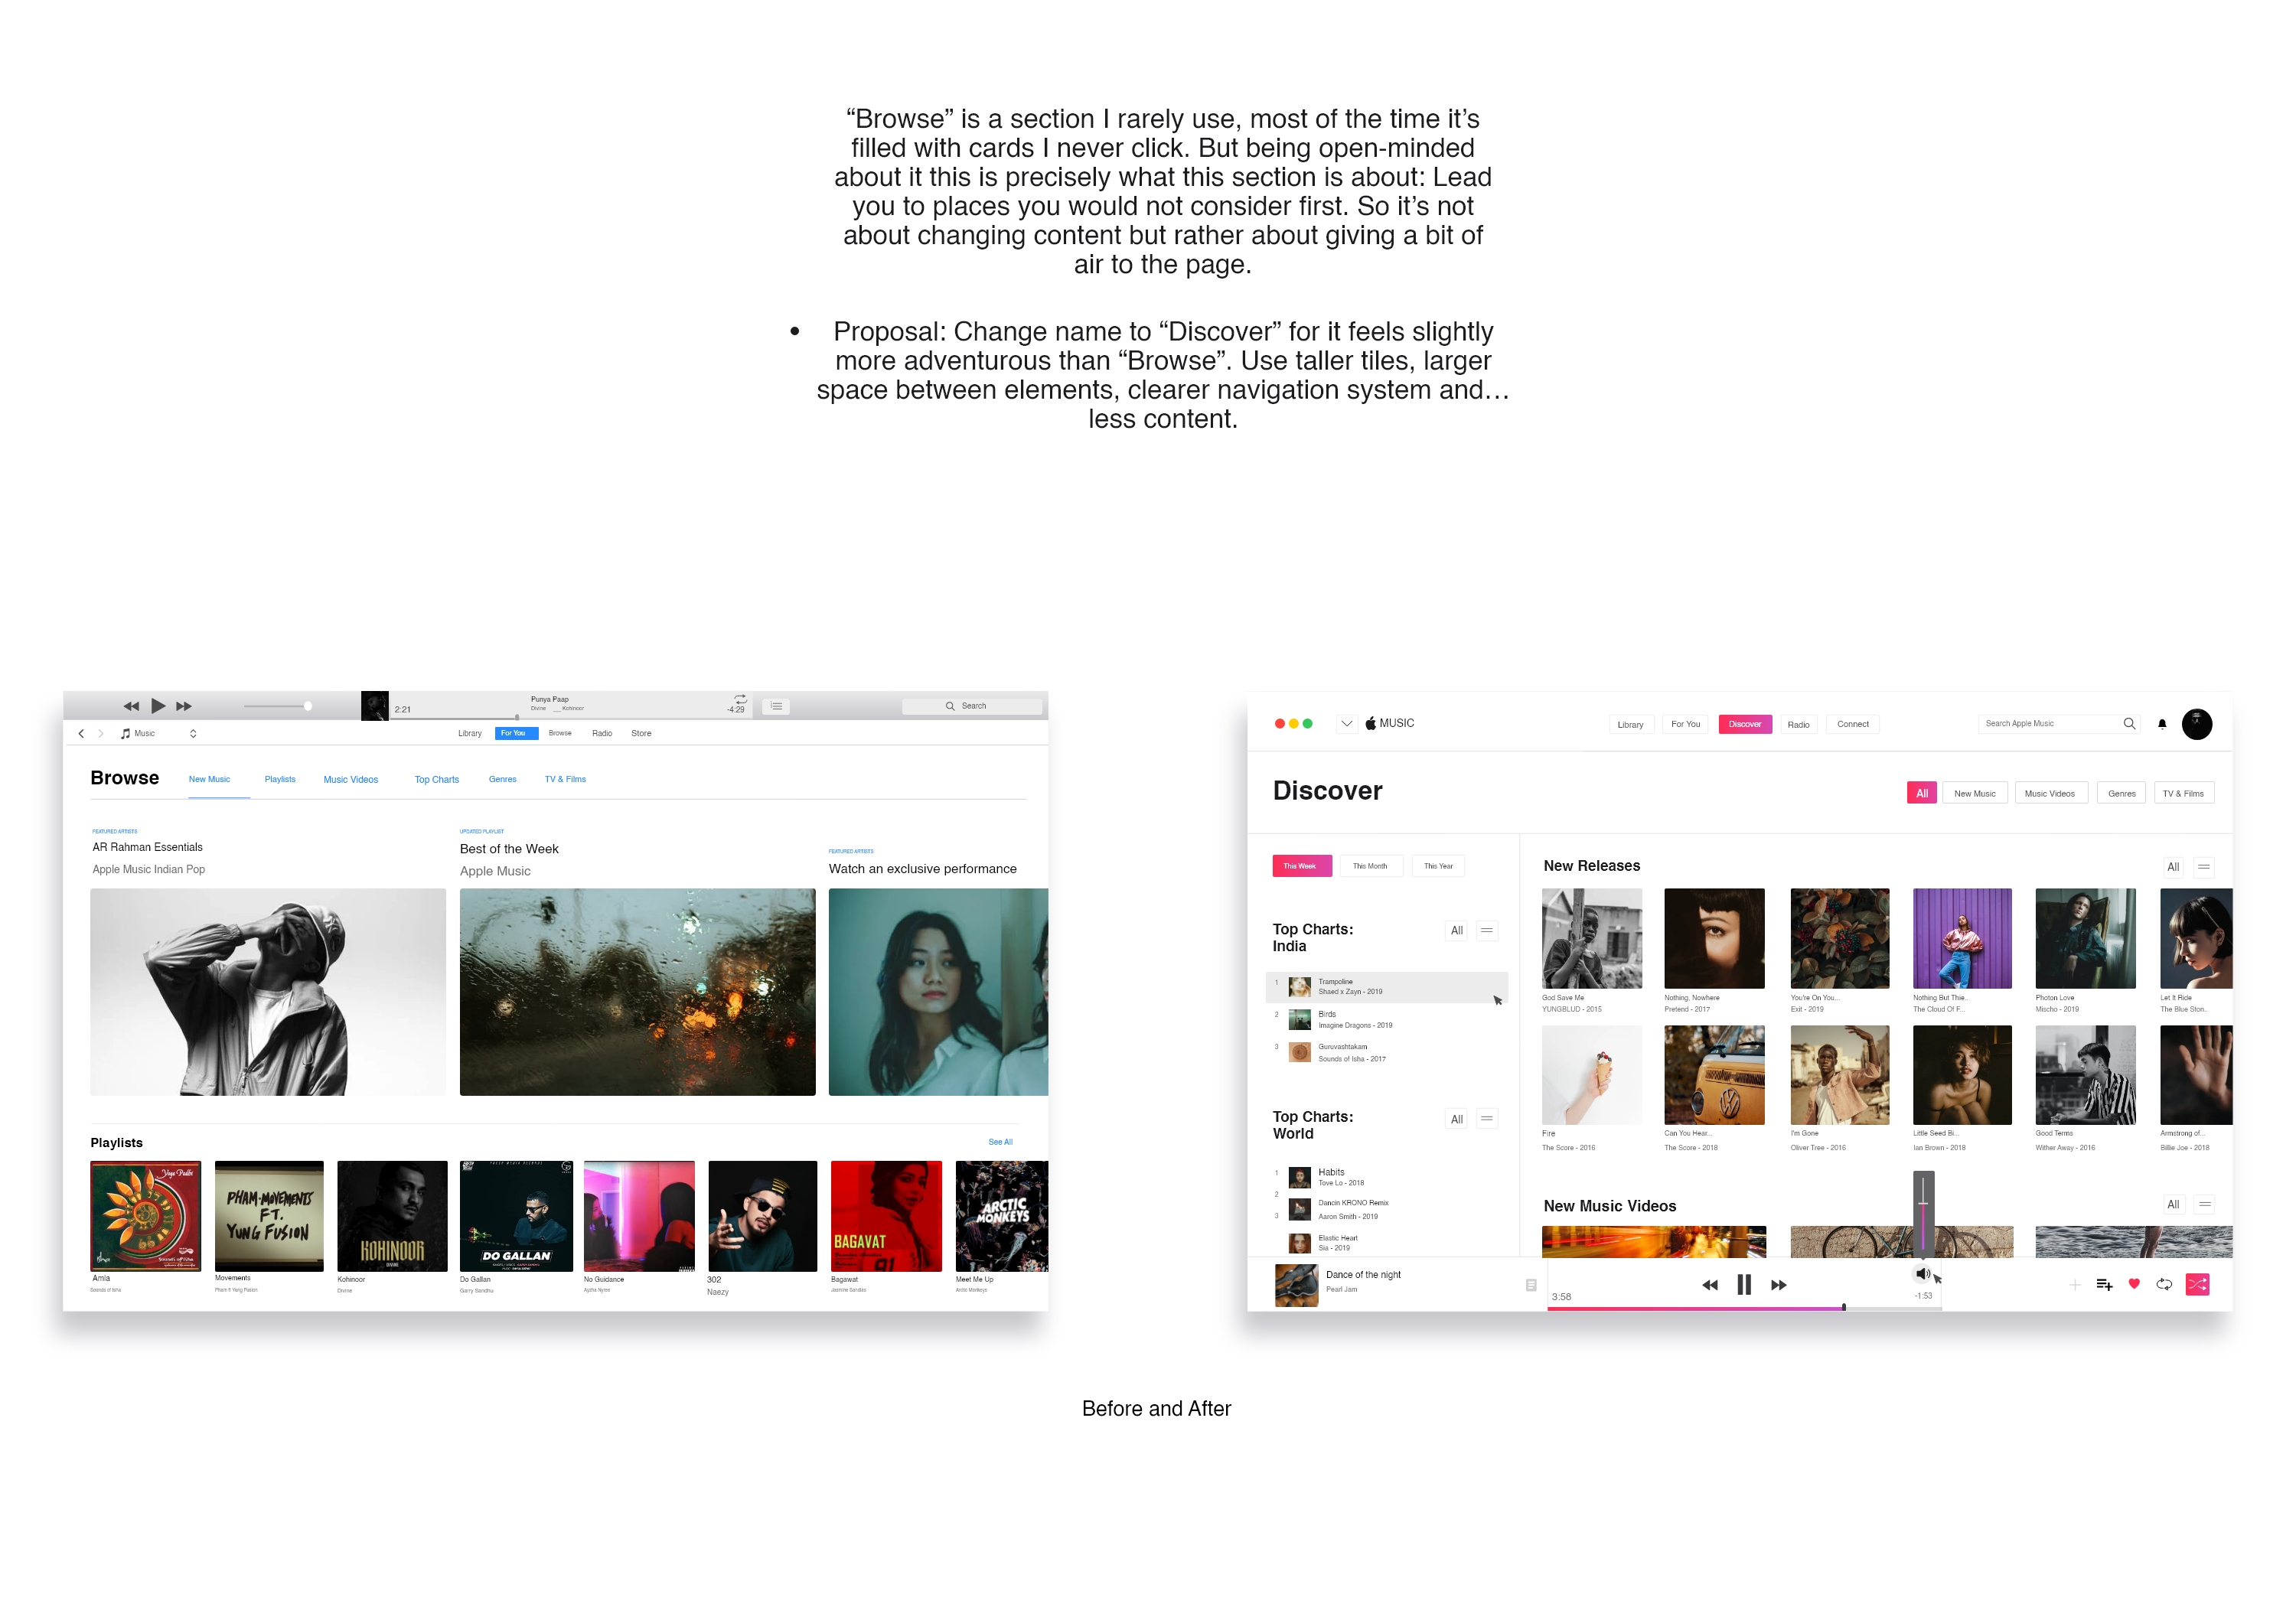 “Browse” is a section I rarely use, most of the time it’s
filled with cards I never click. But being open-minded
about it this is precisely what this section is about: Lead
you to places you would not consider first. So it’s not
about changing content but rather about giving a bit of
air to the page.
• Proposal: Change name to “Discover” for it feels slightly
more adventurous than “Browse”. Use taller tiles, larger
space between elements, clearer navigation system and…
less content.
Punya Paap
Divine __ Kohinoor
2:21
-4:29
Search
Music
Library
For You
Browse
Radio
Store
Browse
New Music
Playlists
Music Videos
Top Charts
Genres
TV & Films
FEATURED ARTISTS
AR Rahman Essentials
Apple Music Indian Pop
UPDATED PLAYLIST
Best of the Week
Apple Music
FEATURED ARTISTS
Watch an exclusive performance
Playlists
See All
PHAM-MOVEMENTS
FT.
YUNG FUSION
KOHINOOR
DIVINE
DO GALLAN
BAGAVAT
ARCTIC
MONKEYS
Amla
Sounds of Isha
Movements
Pham ft Yung Fusion
Kohinoor
Divine
Do Gallan
Garry Sandhu
No Guidance
Ayzha Nyree
302
Naezy
Bagawat
Jasmine Sandlas
Meet Me Up
Arctic Monkeys
MUSIC
Library
For You
Discover
Radio
Connect
Search Apple Music
Discover
All
New Music
Music Videos
Genres
TV & Films
This Week
This Month
This Year
Top Charts:
India
All
1
Trampoline
Shaed x Zayn - 2019
2
Birds
Imagine Dragons - 2019
3
Guruvashtakam
Sounds of Isha - 2017
Top Charts:
World
All
1
Habits
Tove Lo - 2018
2
Dancin KRONO Remix
3
Aaron Smith - 2019
Elastic Heart
Sia - 2019
New Releases
All
God Save Me
YUNGBLUD - 2015
Nothing, Nowhere
Pretend - 2017
You're On You...
Exit - 2019
Nothing But Thie..
The Cloud Of F...
Photon Love
Mischo - 2019
Let It Ride
The Blue Ston..
Fire
The Score - 2016
Can You Hear...
The Score - 2018
I'm Gone
Oliver Tree - 2016
Little Seed Bi...
Ian Brown - 2018
Good Terms
Wither Away - 2016
Armstrong of...
Billie Joe - 2018
New Music Videos
All
Dance of the night
Pearl Jam
3:58
-1:53
Before and After